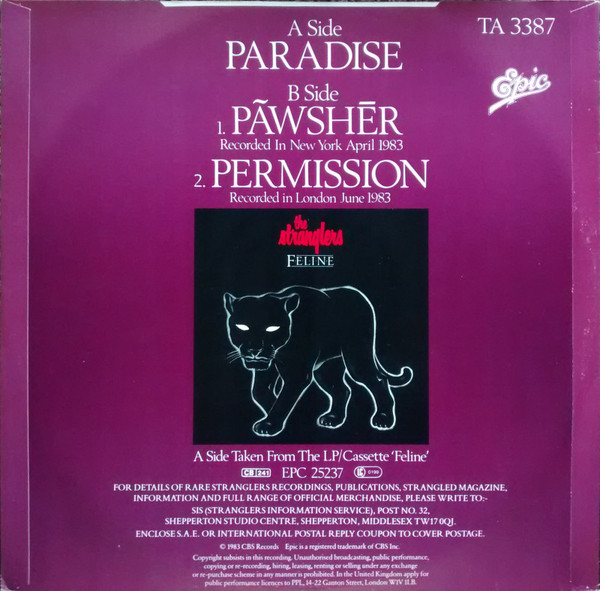 A Side
TA 3387
PARADISE
Epic
B Side
1. PÃWSHĒR
Recorded In New York April 1983
2. PERMISSION
Recorded in London June 1983
the
stranglers
FELINE
A Side Taken From The LP/Cassette 'Feline'
CB 241 EPC 25237 0199
FOR DETAILS OF RARE STRANGLERS RECORDINGS, PUBLICATIONS, STRANGLED MAGAZINE,
INFORMATION AND FULL RANGE OF OFFICIAL MERCHANDISE, PLEASE WRITE TO:-
SIS (STRANGLERS INFORMATION SERVICE), POST NO. 32,
SHEPPERTON STUDIO CENTRE, SHEPPERTON, MIDDLESEX TW17 0QJ.
ENCLOSE S.A.E. OR INTERNATIONAL POSTAL REPLY COUPON TO COVER POSTAGE.
© 1983 CBS Records Epic is a registered trademark of CBS Inc.
Copyright subsists in this recording. Unauthorised broadcasting, public performance,
copying or re-recording, hiring, leasing, renting or selling under any exchange
or re-purchase scheme in any manner is prohibited. In the United Kingdom apply for
public performance licences to PPL, 14-22 Ganton Street, London W1V 1LB.